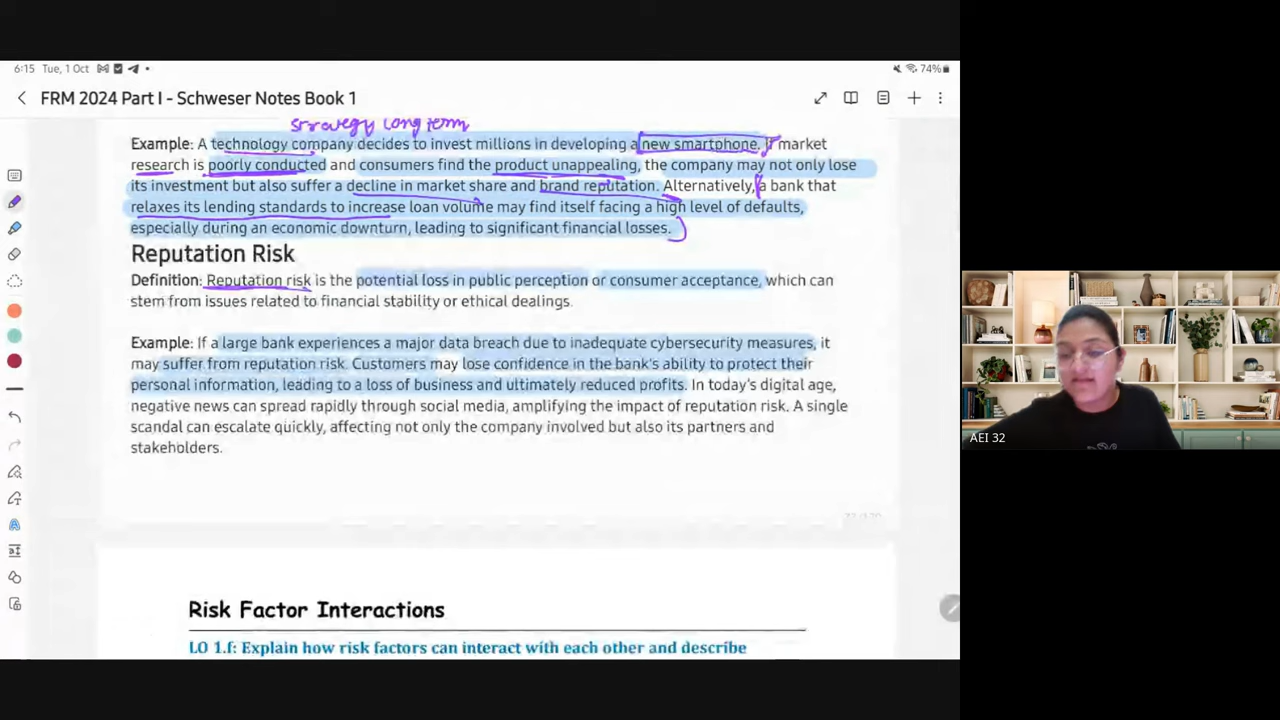 6:15 Tue, 1 Oct
74%
FRM 2024 Part I - Schweser Notes Book 1
strategy long term
Example: A technology company decides to invest millions in developing a new smartphone. If market
research is poorly conducted and consumers find the product unappealing, the company may not only lose
its investment but also suffer a decline in market share and brand reputation. Alternatively, a bank that
relaxes its lending standards to increase loan volume may find itself facing a high level of defaults,
especially during an economic downturn, leading to significant financial losses.
Reputation Risk
Definition: Reputation risk is the potential loss in public perception or consumer acceptance, which can
stem from issues related to financial stability or ethical dealings.
Example: If a large bank experiences a major data breach due to inadequate cybersecurity measures, it
may suffer from reputation risk. Customers may lose confidence in the bank's ability to protect their
personal information, leading to a loss of business and ultimately reduced profits. In today's digital age,
negative news can spread rapidly through social media, amplifying the impact of reputation risk. A single
scandal can escalate quickly, affecting not only the company involved but also its partners and
stakeholders.
Risk Factor Interactions
LO 1.f: Explain how risk factors can interact with each other and describe
AEI 32